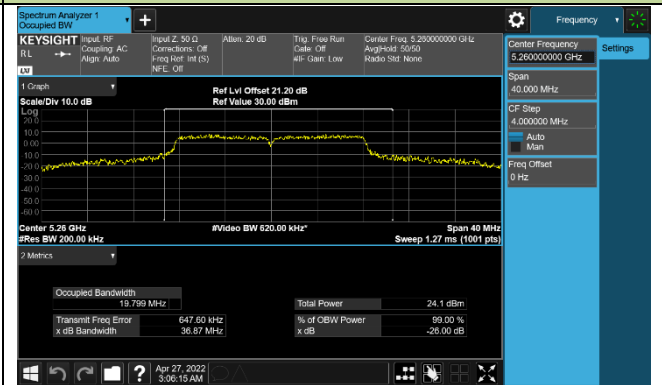 Spectrum Analyzer 1
Occupied BW
Frequency
KEYSIGHT
RL
LXI
Input: RF
Coupling: AC
Align: Auto
Input Z: 50 Ω
Corrections: Off
Freq Ref: Int (S)
NFE: Off
Atten: 20 dB
Trig: Free Run
Gate: Off
#IF Gain: Low
Center Freq: 5.260000000 GHz
Avg|Hold: 50/50
Radio Std: None
Center Frequency
5.260000000 GHz
Settings
Span
40.000 MHz
CF Step
4.000000 MHz
Auto
Man
Freq Offset
0 Hz
1 Graph
Scale/Div 10.0 dB
Ref Lvl Offset 21.20 dB
Ref Value 30.00 dBm
Log
20.0
10.0
0.00
-10.0
-20.0
-30.0
-40.0
-50.0
-60.0
Center 5.26 GHz
#Video BW 620.00 kHz*
Span 40 MHz
#Res BW 200.00 kHz
Sweep 1.27 ms (1001 pts)
2 Metrics
Occupied Bandwidth
19.799 MHz
Total Power
24.1 dBm
Transmit Freq Error
647.60 kHz
% of OBW Power
99.00 %
x dB Bandwidth
36.87 MHz
x dB
-26.00 dB
?
Apr 27, 2022
3:06:15 AM